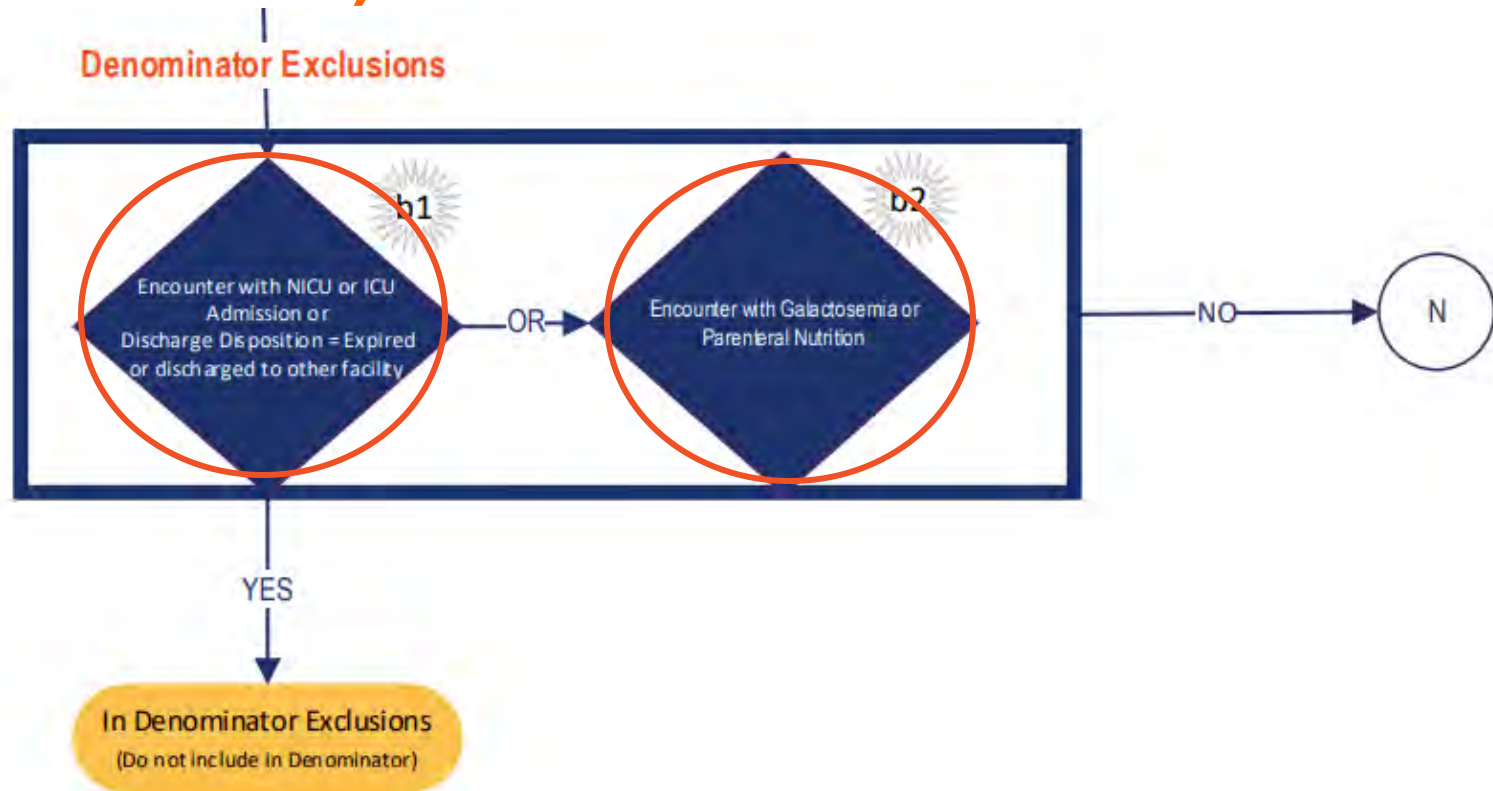 Denominator Exclusions
b1
b2
Encounter with NICU or ICU
Admission or
Discharge Disposition = Expired
or discharged to other facility
OR
Encounter with Galactosemia or
Parenteral Nutrition
NO
N
YES
In Denominator Exclusions
(Do not include in Denominator)